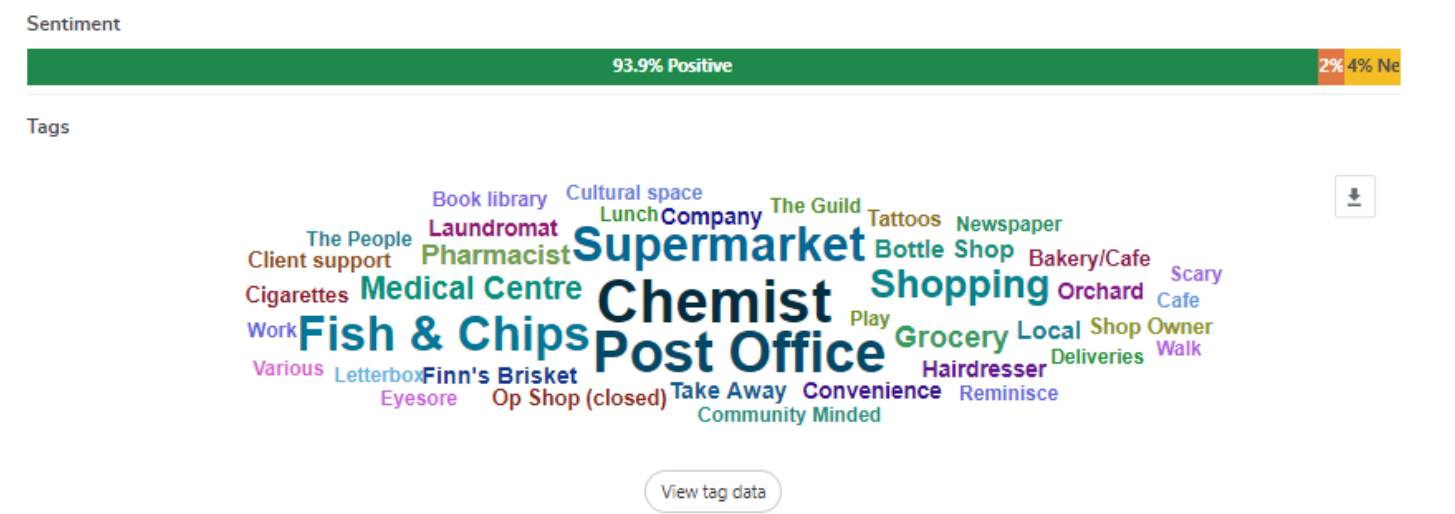 Sentiment
93.9% Positive
2%
4% Ne
Tags
Book library
Cultural space
Lunch
Company
The Guild
Tattoos
Newspaper
The People
Laundromat
Supermarket
Bottle Shop
Bakery/Cafe
Client support
Pharmacist
Scary
Cigarettes
Medical Centre
Chemist
Shopping
Orchard
Cafe
Work
Fish & Chips
Play
Grocery
Local
Shop Owner
Post Office
Deliveries
Walk
Various
Letterbox
Finn's Brisket
Hairdresser
Eyesore
Op Shop (closed)
Take Away
Convenience
Reminisce
Community Minded
View tag data